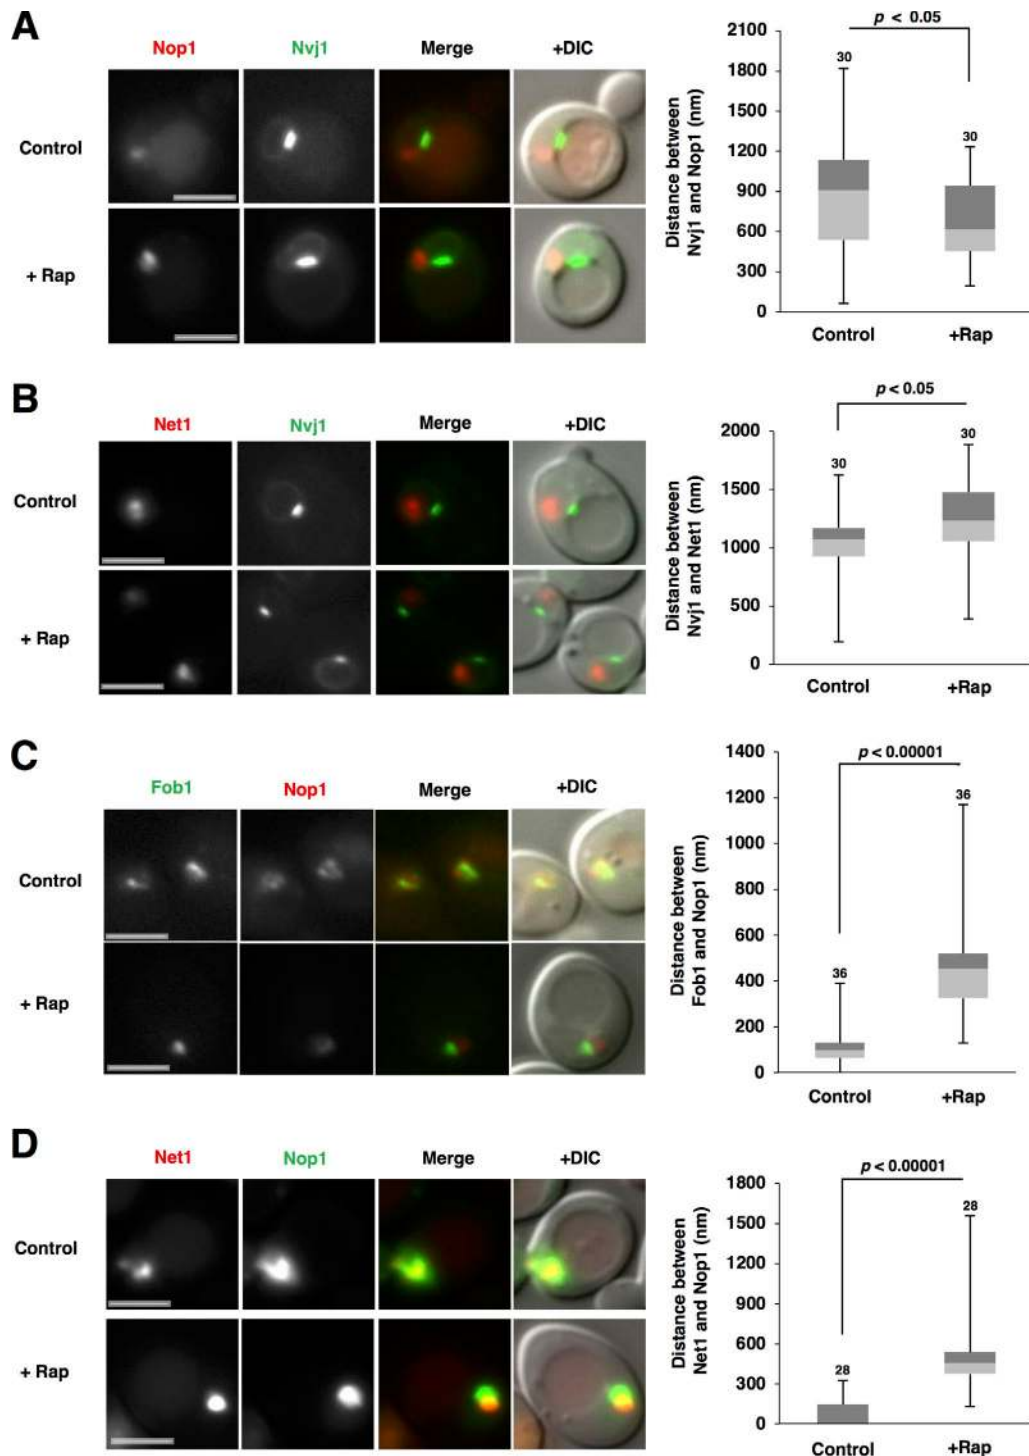 A
Nop1 Nvj1 Merge +DIC
Control
+ Rap
p < 0.05
2100
1800
1500
1200
900
600
300
0
30
30
Distance between
Nvj1 and Nop1 (nm)
Control +Rap
B
Net1 Nvj1 Merge +DIC
Control
+ Rap
p < 0.05
2000
1500
1000
500
0
30
30
Distance between
Nvj1 and Net1 (nm)
Control +Rap
C
Fob1 Nop1 Merge +DIC
Control
+ Rap
p < 0.00001
1400
1200
1000
800
600
400
200
0
36
36
Distance between
Fob1 and Nop1 (nm)
Control +Rap
D
Net1 Nop1 Merge +DIC
Control
+ Rap
p < 0.00001
1800
1500
1200
900
600
300
0
28
28
Distance between
Net1 and Nop1 (nm)
Control +Rap